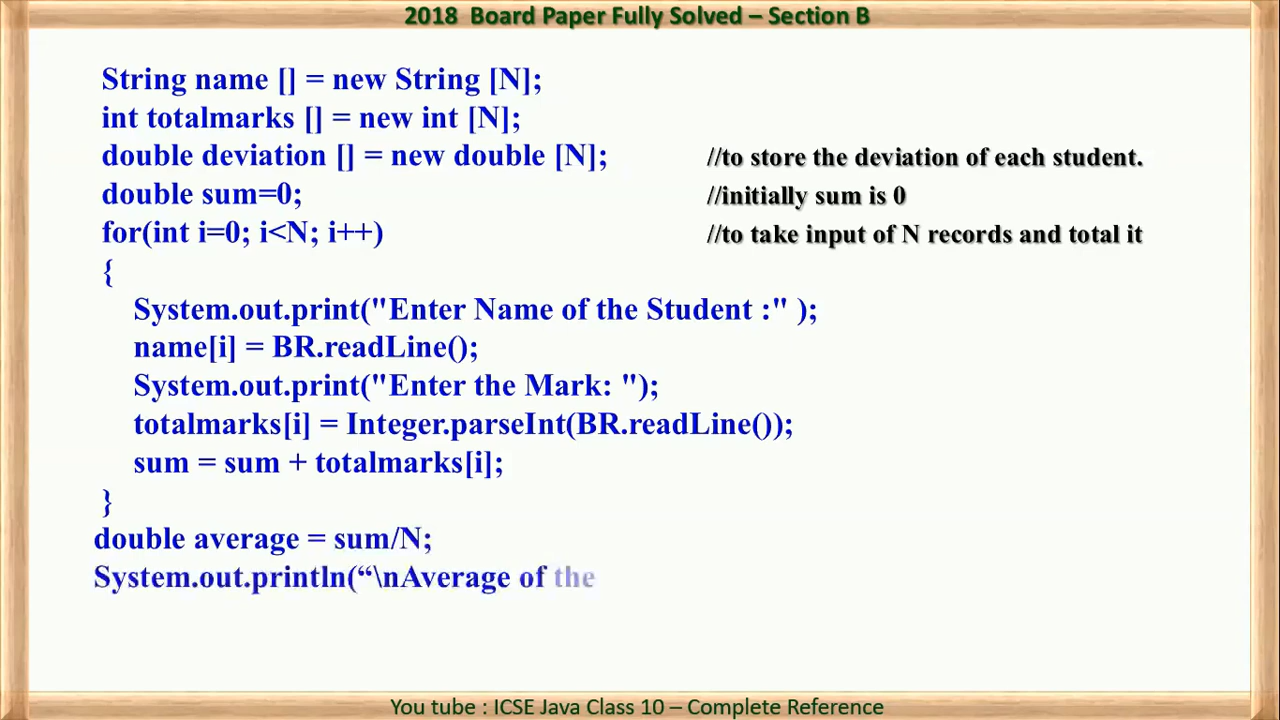 2018 Board Paper Fully Solved – Section B
String name [] = new String [N];
int totalmarks [] = new int [N];
double deviation [] = new double [N]; //to store the deviation of each student.
double sum=0; //initially sum is 0
for(int i=0; i<N; i++) //to take input of N records and total it
{
System.out.print("Enter Name of the Student :" );
name[i] = BR.readLine();
System.out.print("Enter the Mark: ");
totalmarks[i] = Integer.parseInt(BR.readLine());
sum = sum + totalmarks[i];
}
double average = sum/N;
System.out.println(“\nAverage of the
You tube : ICSE Java Class 10 – Complete Reference